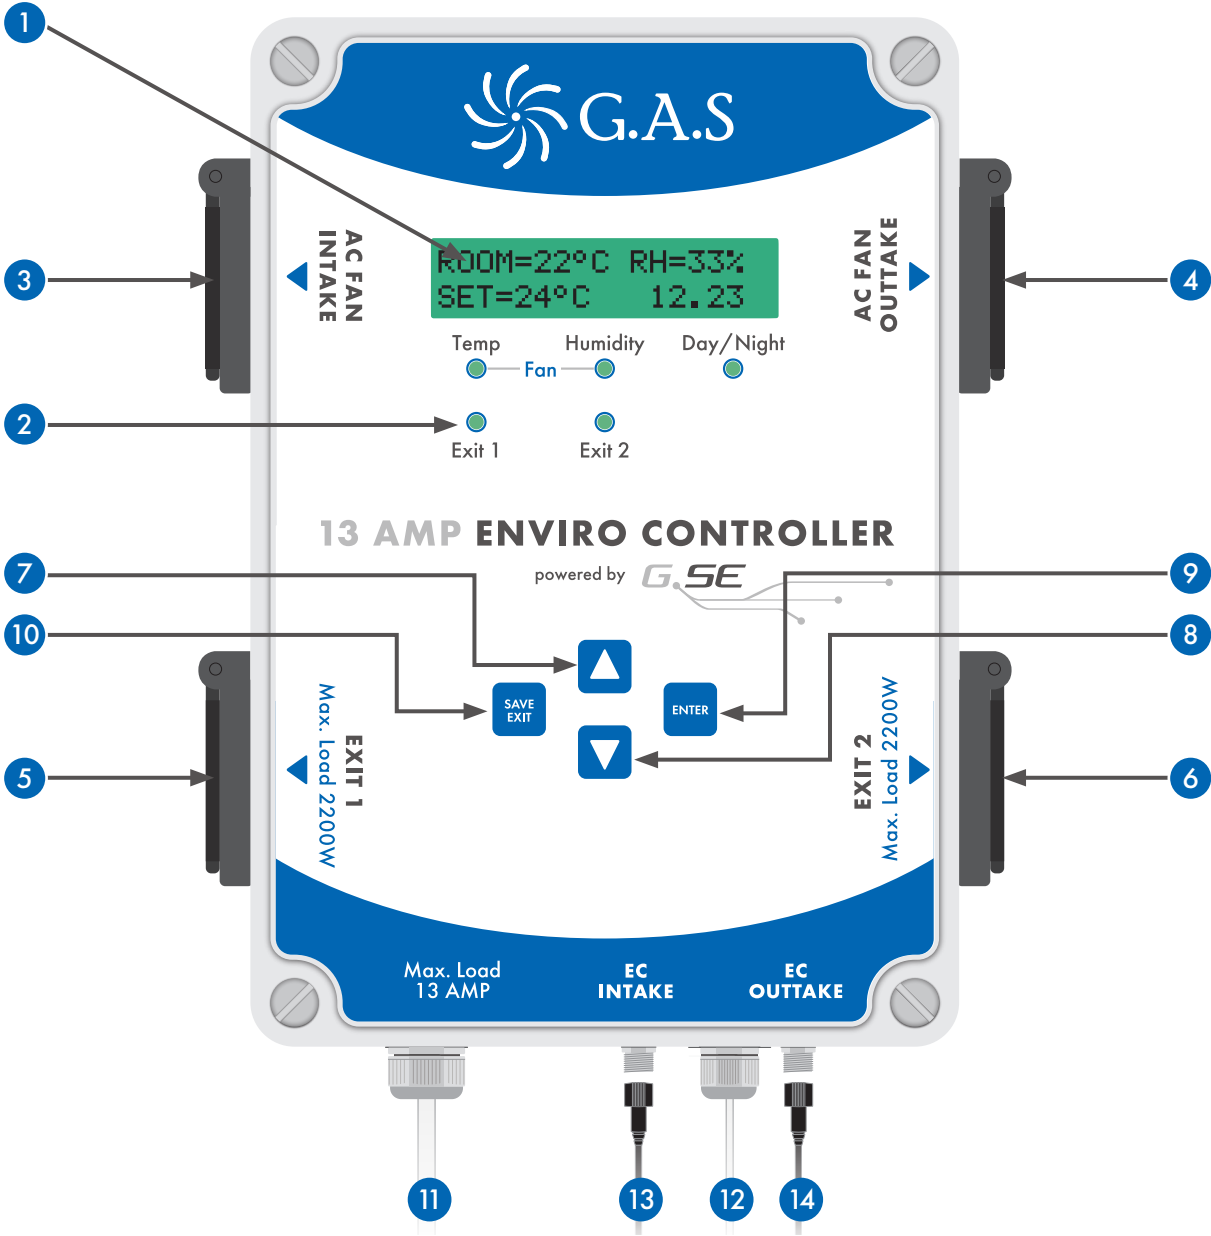 1
G.A.S
AC FAN
INTAKE
AC FAN
OUTTAKE
ROOM=22°C RH=33%
SET=24°C 12.23
3
4
Temp
Humidity
Day/Night
Fan
2
Exit 1
Exit 2
13 AMP ENVIRO CONTROLLER
powered by G.SE
7
9
10
8
SAVE
EXIT
ENTER
EXIT 1
Max. Load 2200W
EXIT 2
Max. Load 2200W
5
6
Max. Load
13 AMP
EC
INTAKE
EC
OUTTAKE
11
13
12
14